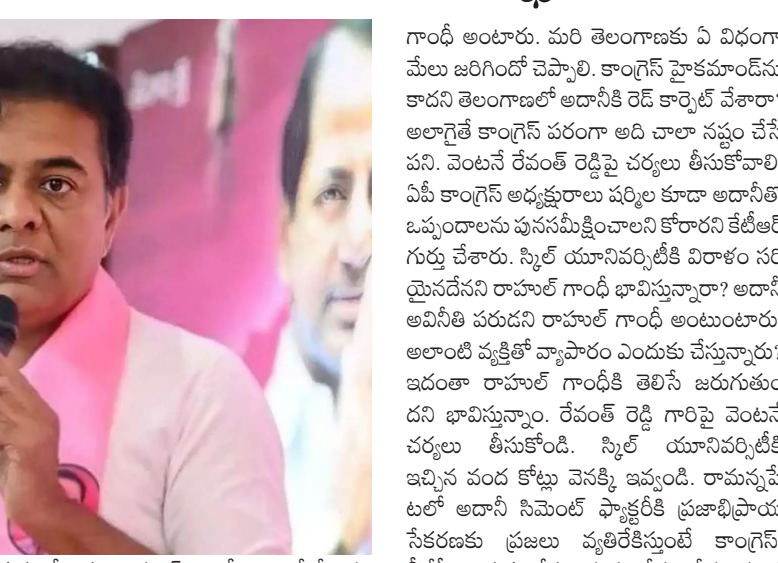 గాంధీ అంటారు. మరి తెలంగాణకు ఏ విధంగా
మేలు జరిగిందో చెప్పాలి. కాంగ్రెస్ హైకమాండ్‌ను
కాదని తెలంగాణలో అదానీకి రెడ్ కార్పెట్ వేశారా?
అలాగైతే కాంగ్రెస్ పరంగా అది చాలా నష్టం చేసే
పని. వెంటనే రేవంత్ రెడ్డిపై చర్యలు తీసుకోవాలి
ఏపీ కాంగ్రెస్ అధ్యక్షురాలు షర్మిల కూడా అదానీతో
ఒప్పందాలను పునసమీక్షించాలని కోరారని కేటీఆర్
గుర్తు చేశారు. స్కిల్ యూనివర్సిటీకి విరాళం సరి
యైనదేనని రాహుల్ గాంధీ భావిస్తున్నారా? అదానీ
అవినీతి పరుడని రాహుల్ గాంధీ అంటుంటారు
అలాంటి వ్యక్తితో వ్యాపారం ఎందుకు చేస్తున్నారు?
ఇదంతా రాహుల్ గాంధీకి తెలిసే జరుగుతుం
దని భావిస్తున్నాం. రేవంత్ రెడ్డి గారిపై వెంటనే
చర్యలు తీసుకోండి. స్కిల్ యూనివర్సిటీకి
ఇచ్చిన వంద కోట్లు వెనక్కి ఇవ్వండి. రామన్నపే
టలో అదానీ సిమెంట్ ఫ్యాక్టరీకి ప్రజాభిప్రాయ
సేకరణకు ప్రజలు వ్యతిరేకిస్తుంటే కాంగ్రెస్